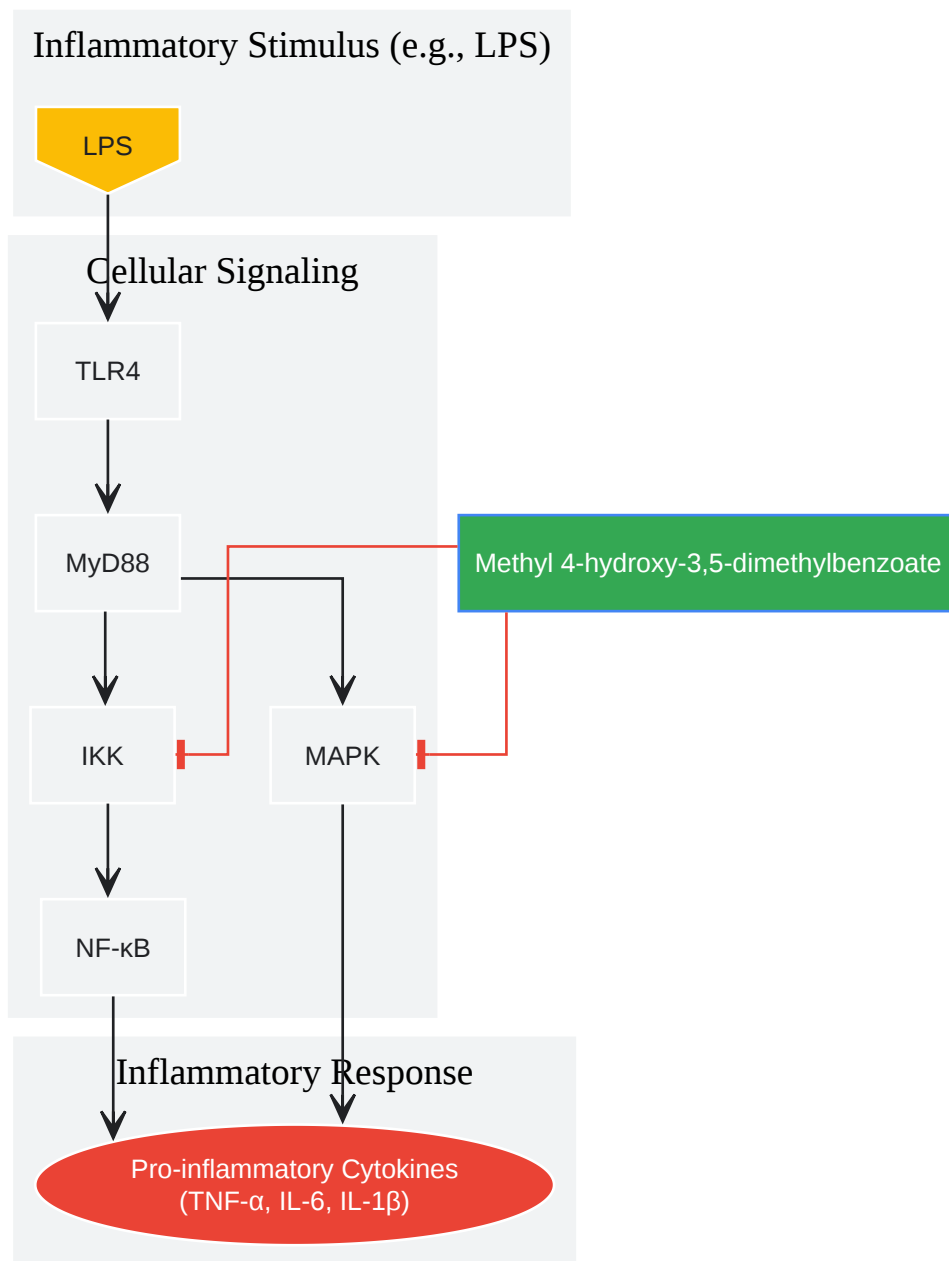 Inflammatory Stimulus (e.g., LPS)
LPS
Cellular Signaling
TLR4
MyD88
Methyl 4-hydroxy-3,5-dimethylbenzoate
IKK
MAPK
NF-κB
Inflammatory Response
Pro-inflammatory Cytokines
(TNF-α, IL-6, IL-1β)